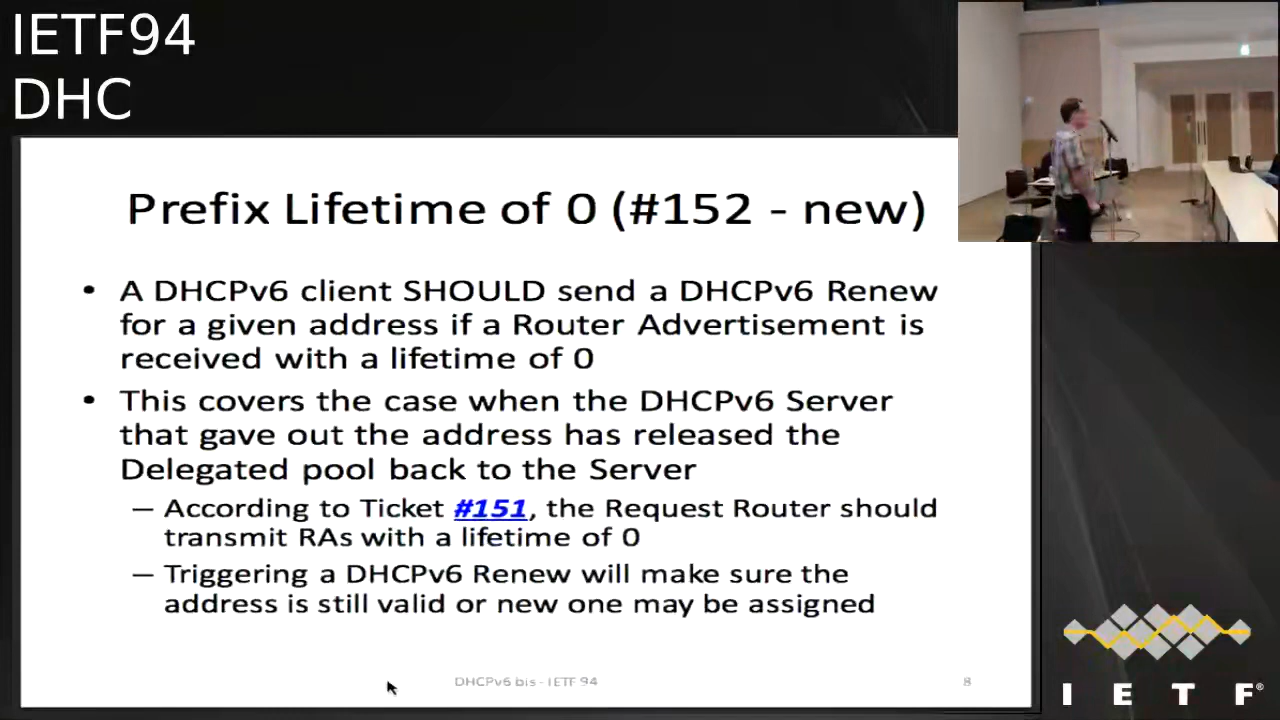 IETF94
DHC
Prefix Lifetime of 0 (#152 - new)
• A DHCPv6 client SHOULD send a DHCPv6 Renew
for a given address if a Router Advertisement is
received with a lifetime of 0
• This covers the case when the DHCPv6 Server
that gave out the address has released the
Delegated pool back to the Server
– According to Ticket #151, the Request Router should
transmit RAs with a lifetime of 0
– Triggering a DHCPv6 Renew will make sure the
address is still valid or new one may be assigned
DHCPv6 bis - IETF 94
8
I E T F®